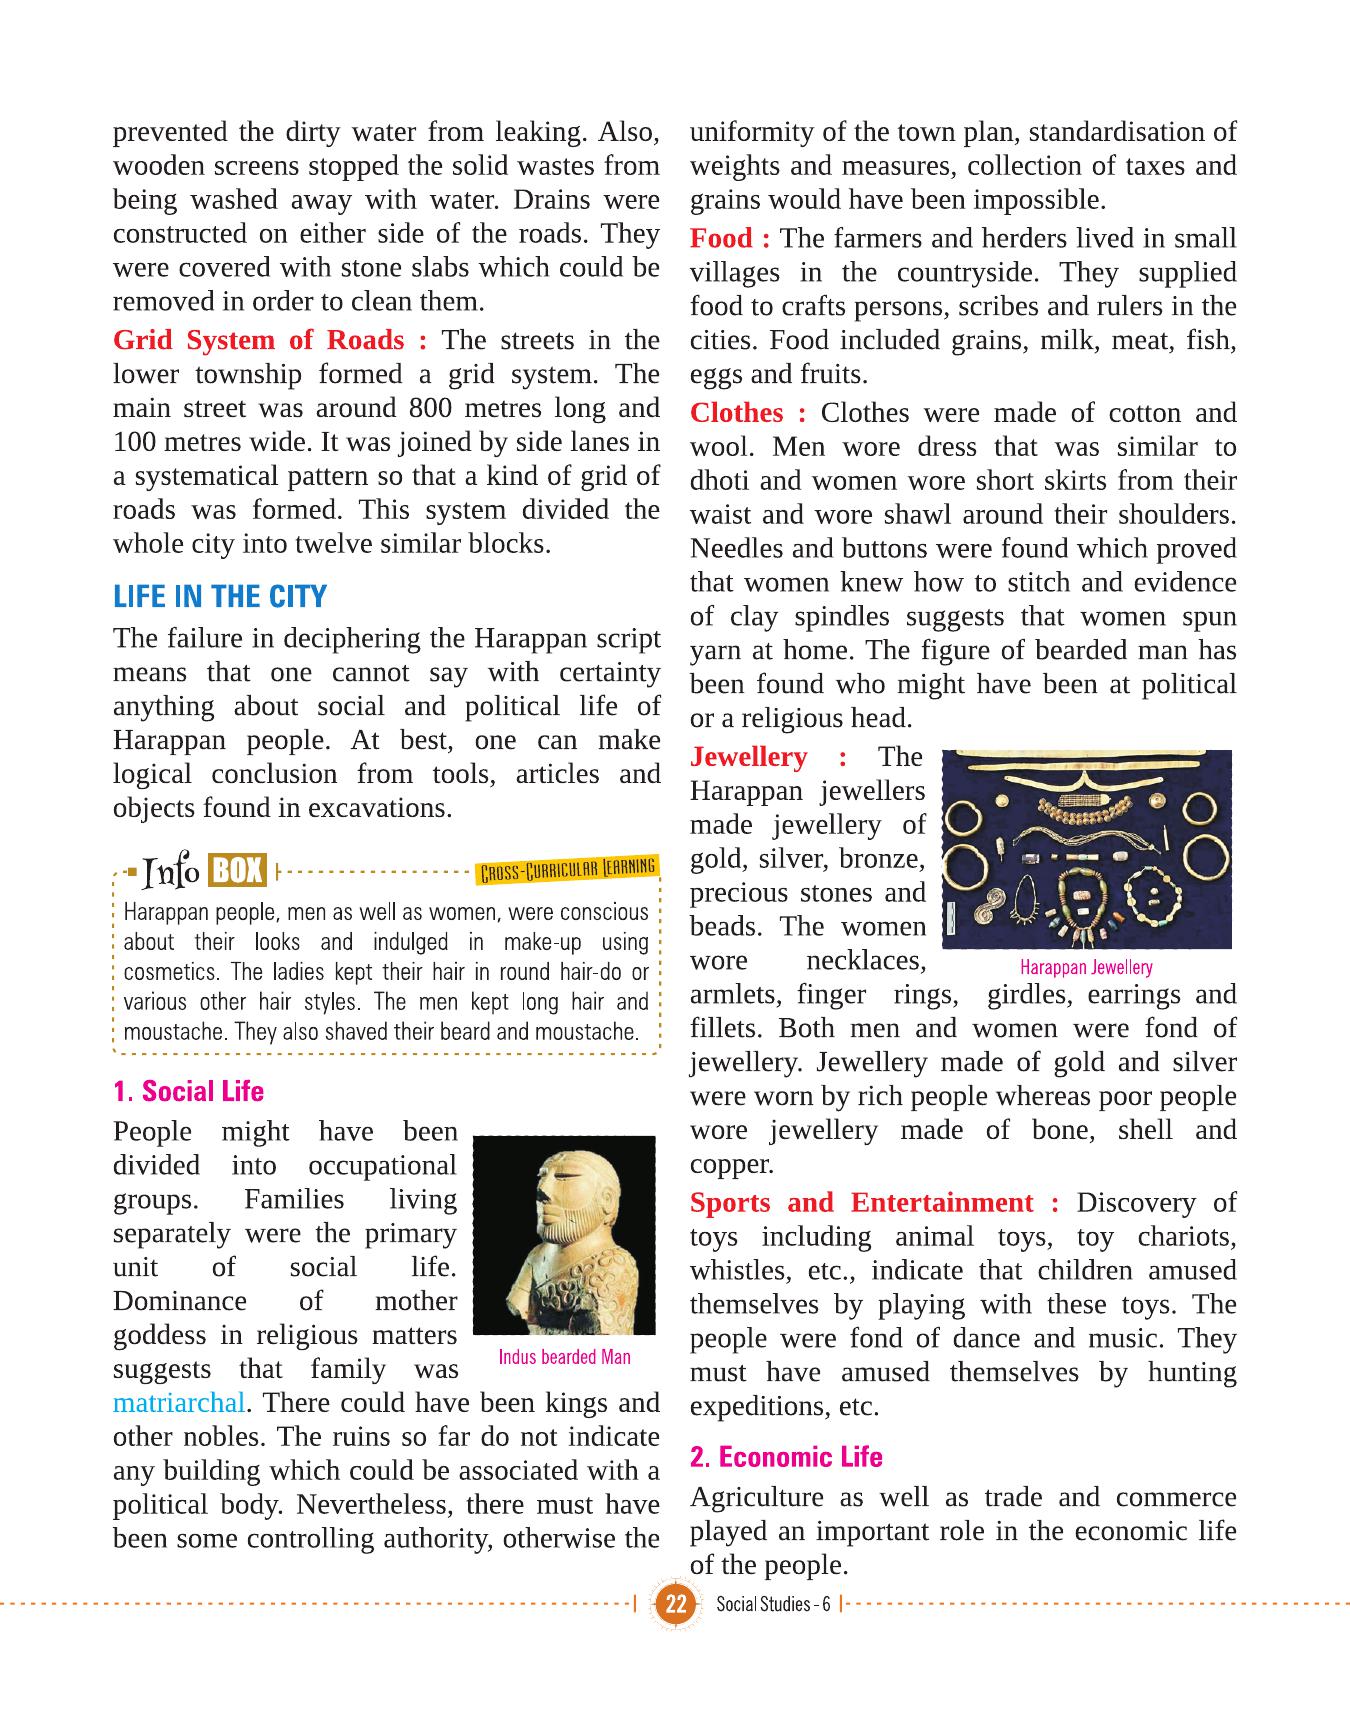 prevented the dirty water from leaking. Also,
wooden screens stopped the solid wastes from
being washed away with water. Drains were
constructed on either side of the roads. They
were covered with stone slabs which could be
removed in order to clean them.
Grid System of Roads : The streets in the
lower township formed a grid system. The
main street was around 800 metres long and
100 metres wide. It was joined by side lanes in
a systematical pattern so that a kind of grid of
roads was formed. This system divided the
whole city into twelve similar blocks.
LIFE IN THE CITY
The failure in deciphering the Harappan script
means that one cannot say with certainty
anything about social and political life of
Harappan people. At best, one can make
logical conclusion from tools, articles and
objects found in excavations.
Info BOX
Cross-Curricular Learning
Harappan people, men as well as women, were conscious
about their looks and indulged in make-up using
cosmetics. The ladies kept their hair in round hair-do or
various other hair styles. The men kept long hair and
moustache. They also shaved their beard and moustache.
1. Social Life
People might have been
divided into occupational
groups. Families living
separately were the primary
unit of social life.
Dominance of mother
goddess in religious matters
suggests that family was
Indus bearded Man
matriarchal. There could have been kings and
other nobles. The ruins so far do not indicate
any building which could be associated with a
political body. Nevertheless, there must have
been some controlling authority, otherwise the
uniformity of the town plan, standardisation of
weights and measures, collection of taxes and
grains would have been impossible.
Food : The farmers and herders lived in small
villages in the countryside. They supplied
food to crafts persons, scribes and rulers in the
cities. Food included grains, milk, meat, fish,
eggs and fruits.
Clothes : Clothes were made of cotton and
wool. Men wore dress that was similar to
dhoti and women wore short skirts from their
waist and wore shawl around their shoulders.
Needles and buttons were found which proved
that women knew how to stitch and evidence
of clay spindles suggests that women spun
yarn at home. The figure of bearded man has
been found who might have been at political
or a religious head.
Jewellery : The
Harappan jewellers
made jewellery of
gold, silver, bronze,
precious stones and
beads. The women
wore necklaces,
Harappan Jewellery
armlets, finger rings, girdles, earrings and
fillets. Both men and women were fond of
jewellery. Jewellery made of gold and silver
were worn by rich people whereas poor people
wore jewellery made of bone, shell and
copper.
Sports and Entertainment : Discovery of
toys including animal toys, toy chariots,
whistles, etc., indicate that children amused
themselves by playing with these toys. The
people were fond of dance and music. They
must have amused themselves by hunting
expeditions, etc.
2. Economic Life
Agriculture as well as trade and commerce
played an important role in the economic life
of the people.
22 Social Studies - 6